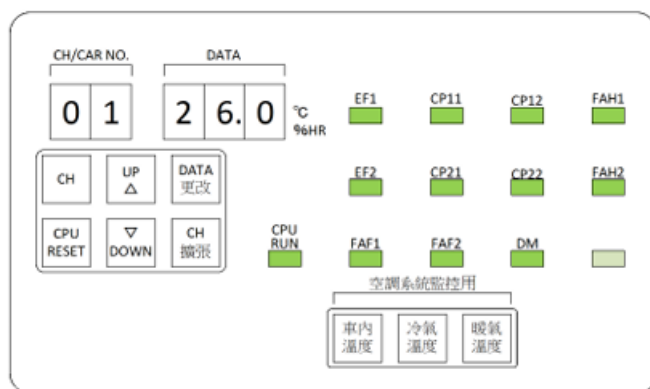 CH/CAR NO. DATA
0 1 2 6. 0 ℃
%HR
EF1 CP11 CP12 FAH1
CH UP △ DATA 更改
EF2 CP21 CP22 FAH2
CPU RESET ▽ DOWN CH 擴張
CPU RUN FAF1 FAF2 DM
空調系統監控用
車內 冷氣 暖氣
溫度 溫度 溫度